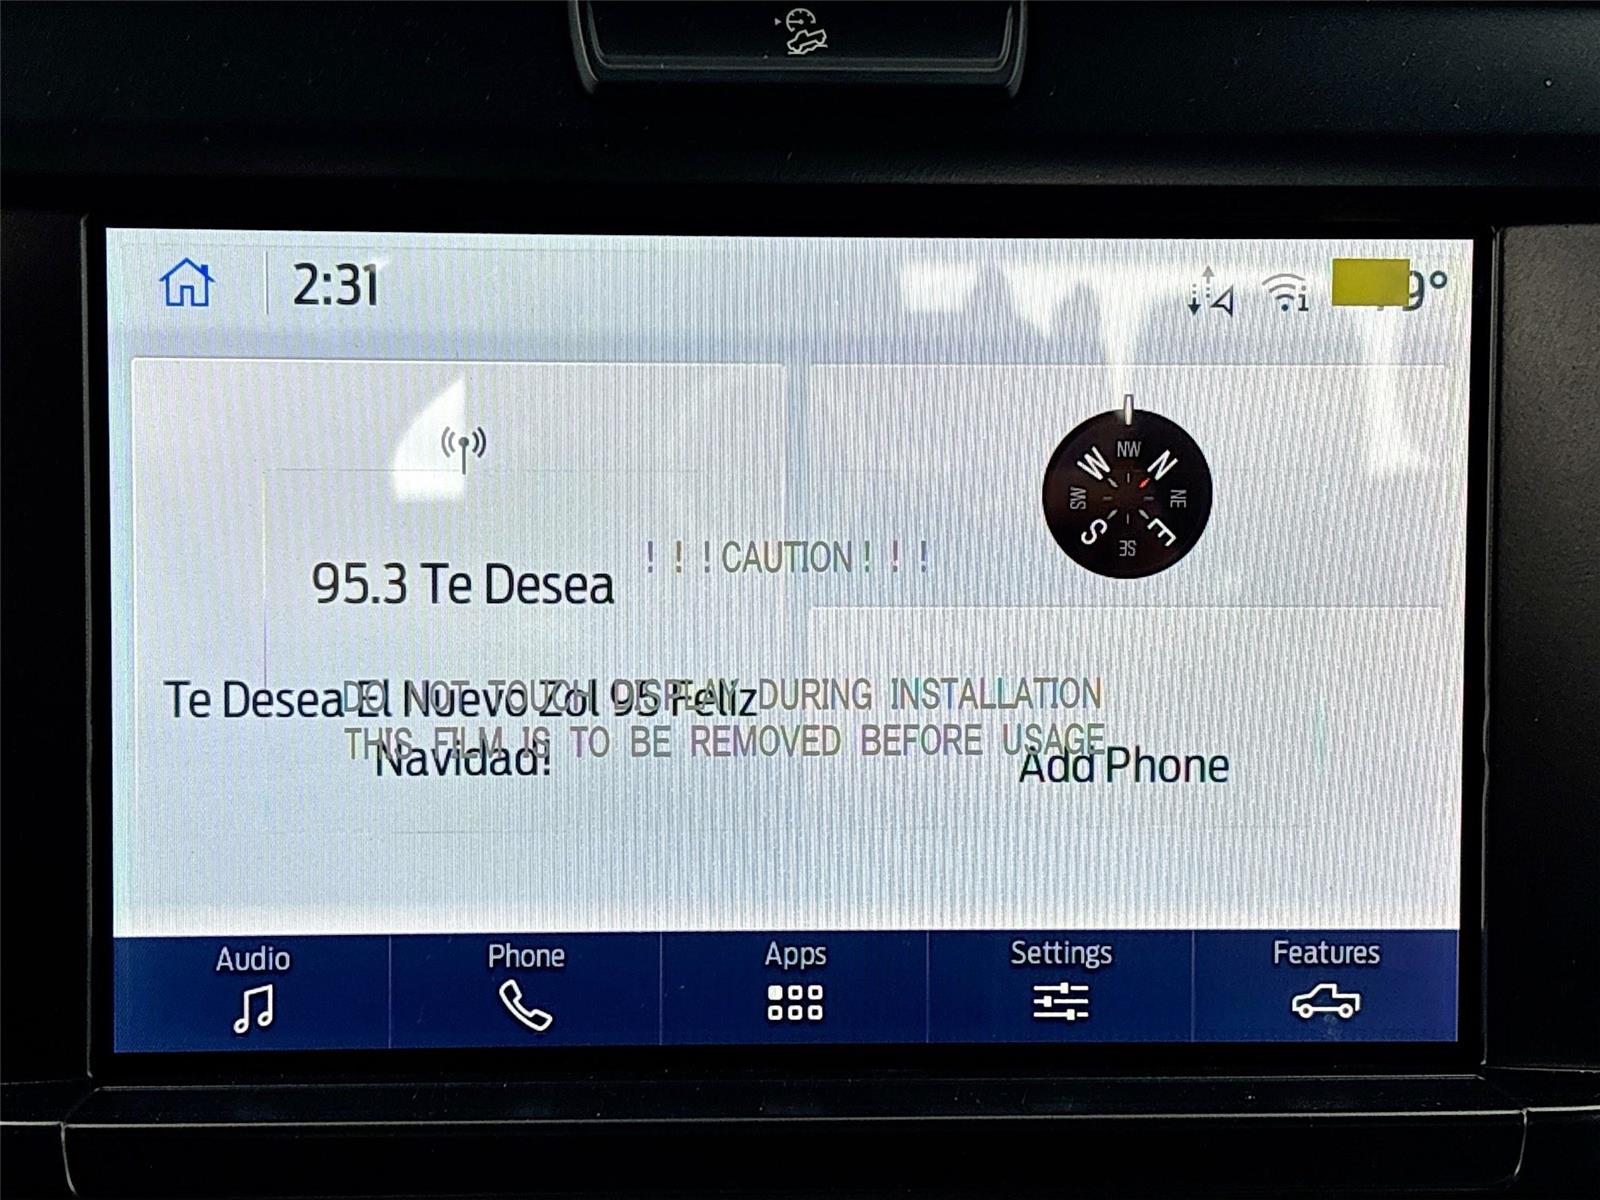 2:31
9°
95.3 Te Desea
Te Desea El Nuevo Zol 95 Feliz
Navidad!
NW
N
NE
E
SE
S
SW
W
!!!CAUTION!!!
DO NOT TOUCH DISPLAY DURING INSTALLATION
THIS FILM IS TO BE REMOVED BEFORE USAGE
Add Phone
Audio
Phone
Apps
Settings
Features